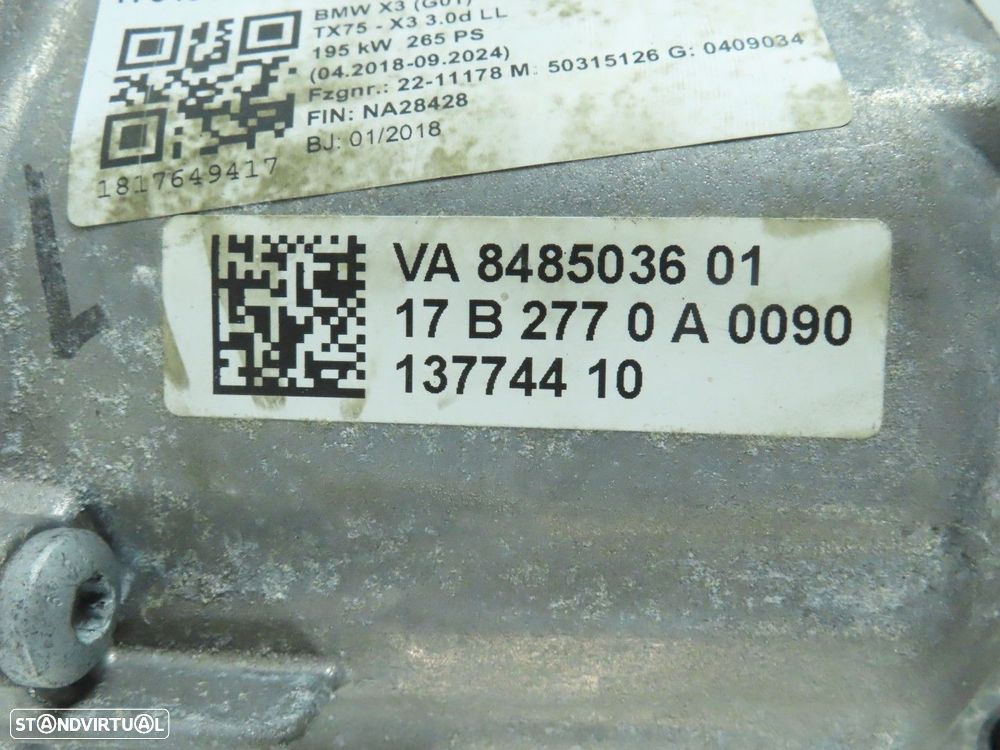 BMW X3 (G01)
TX75 - X3 3.0d LL
195 kW 265 PS
(04.2018-09.2024)
Fzgnr.: 22-11178 M: 50315126 G: 0409034
FIN: NA28428
BJ: 01/2018
1817649417
VA 8485036 01
17 B 277 0 A 0090
137744 10
STANDVIRTUAL